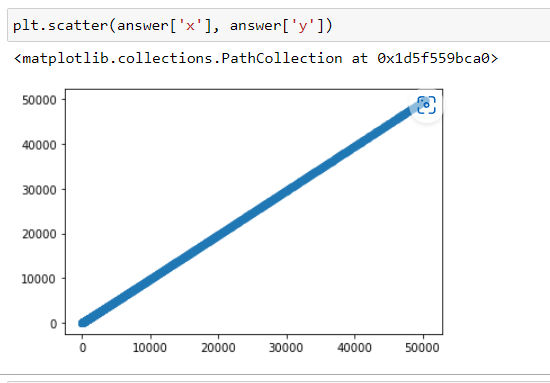 plt.scatter(answer['x'], answer['y'])
<matplotlib.collections.PathCollection at 0x1d5f559bca0>
50000
40000
30000
20000
10000
0
0 10000 20000 30000 40000 50000